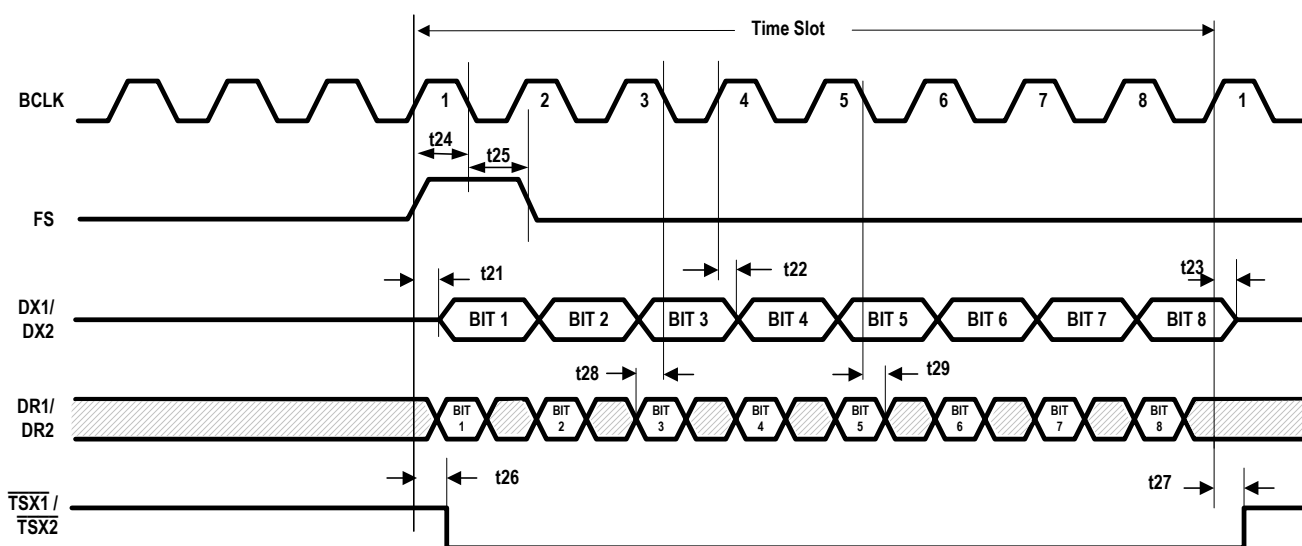 Time Slot
BCLK 1 2 3 4 5 6 7 8 1
t24 t25
FS
t21 t22 t23
DX1/
DX2
BIT 1 BIT 2 BIT 3 BIT 4 BIT 5 BIT 6 BIT 7 BIT 8
t28 t29
DR1/
DR2
BIT BIT BIT BIT BIT BIT BIT BIT
1 2 3 4 5 6 7 8
t26 t27
TSX1 /
TSX2